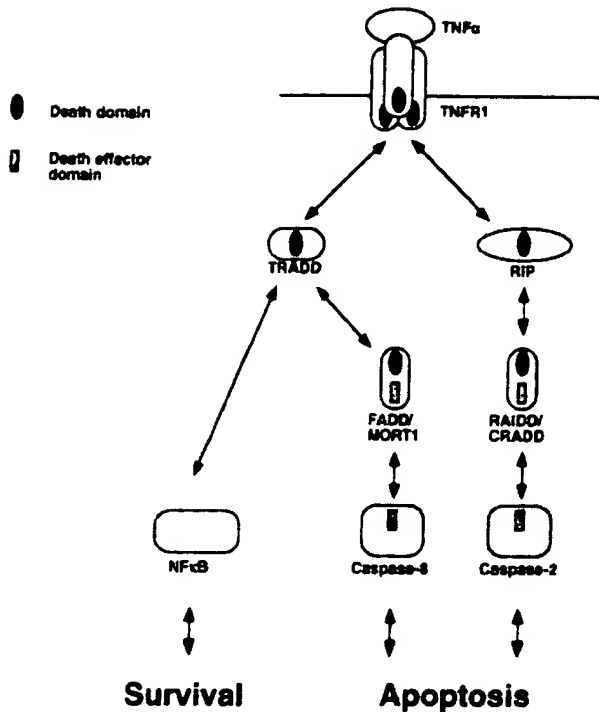 TNFα
TNFR1
Death domain
Death effector
domain
TRADD
RIP
FADD/
MORT1
RAIDD/
CRADD
NFκB
Caspase-8
Caspase-2
Survival
Apoptosis